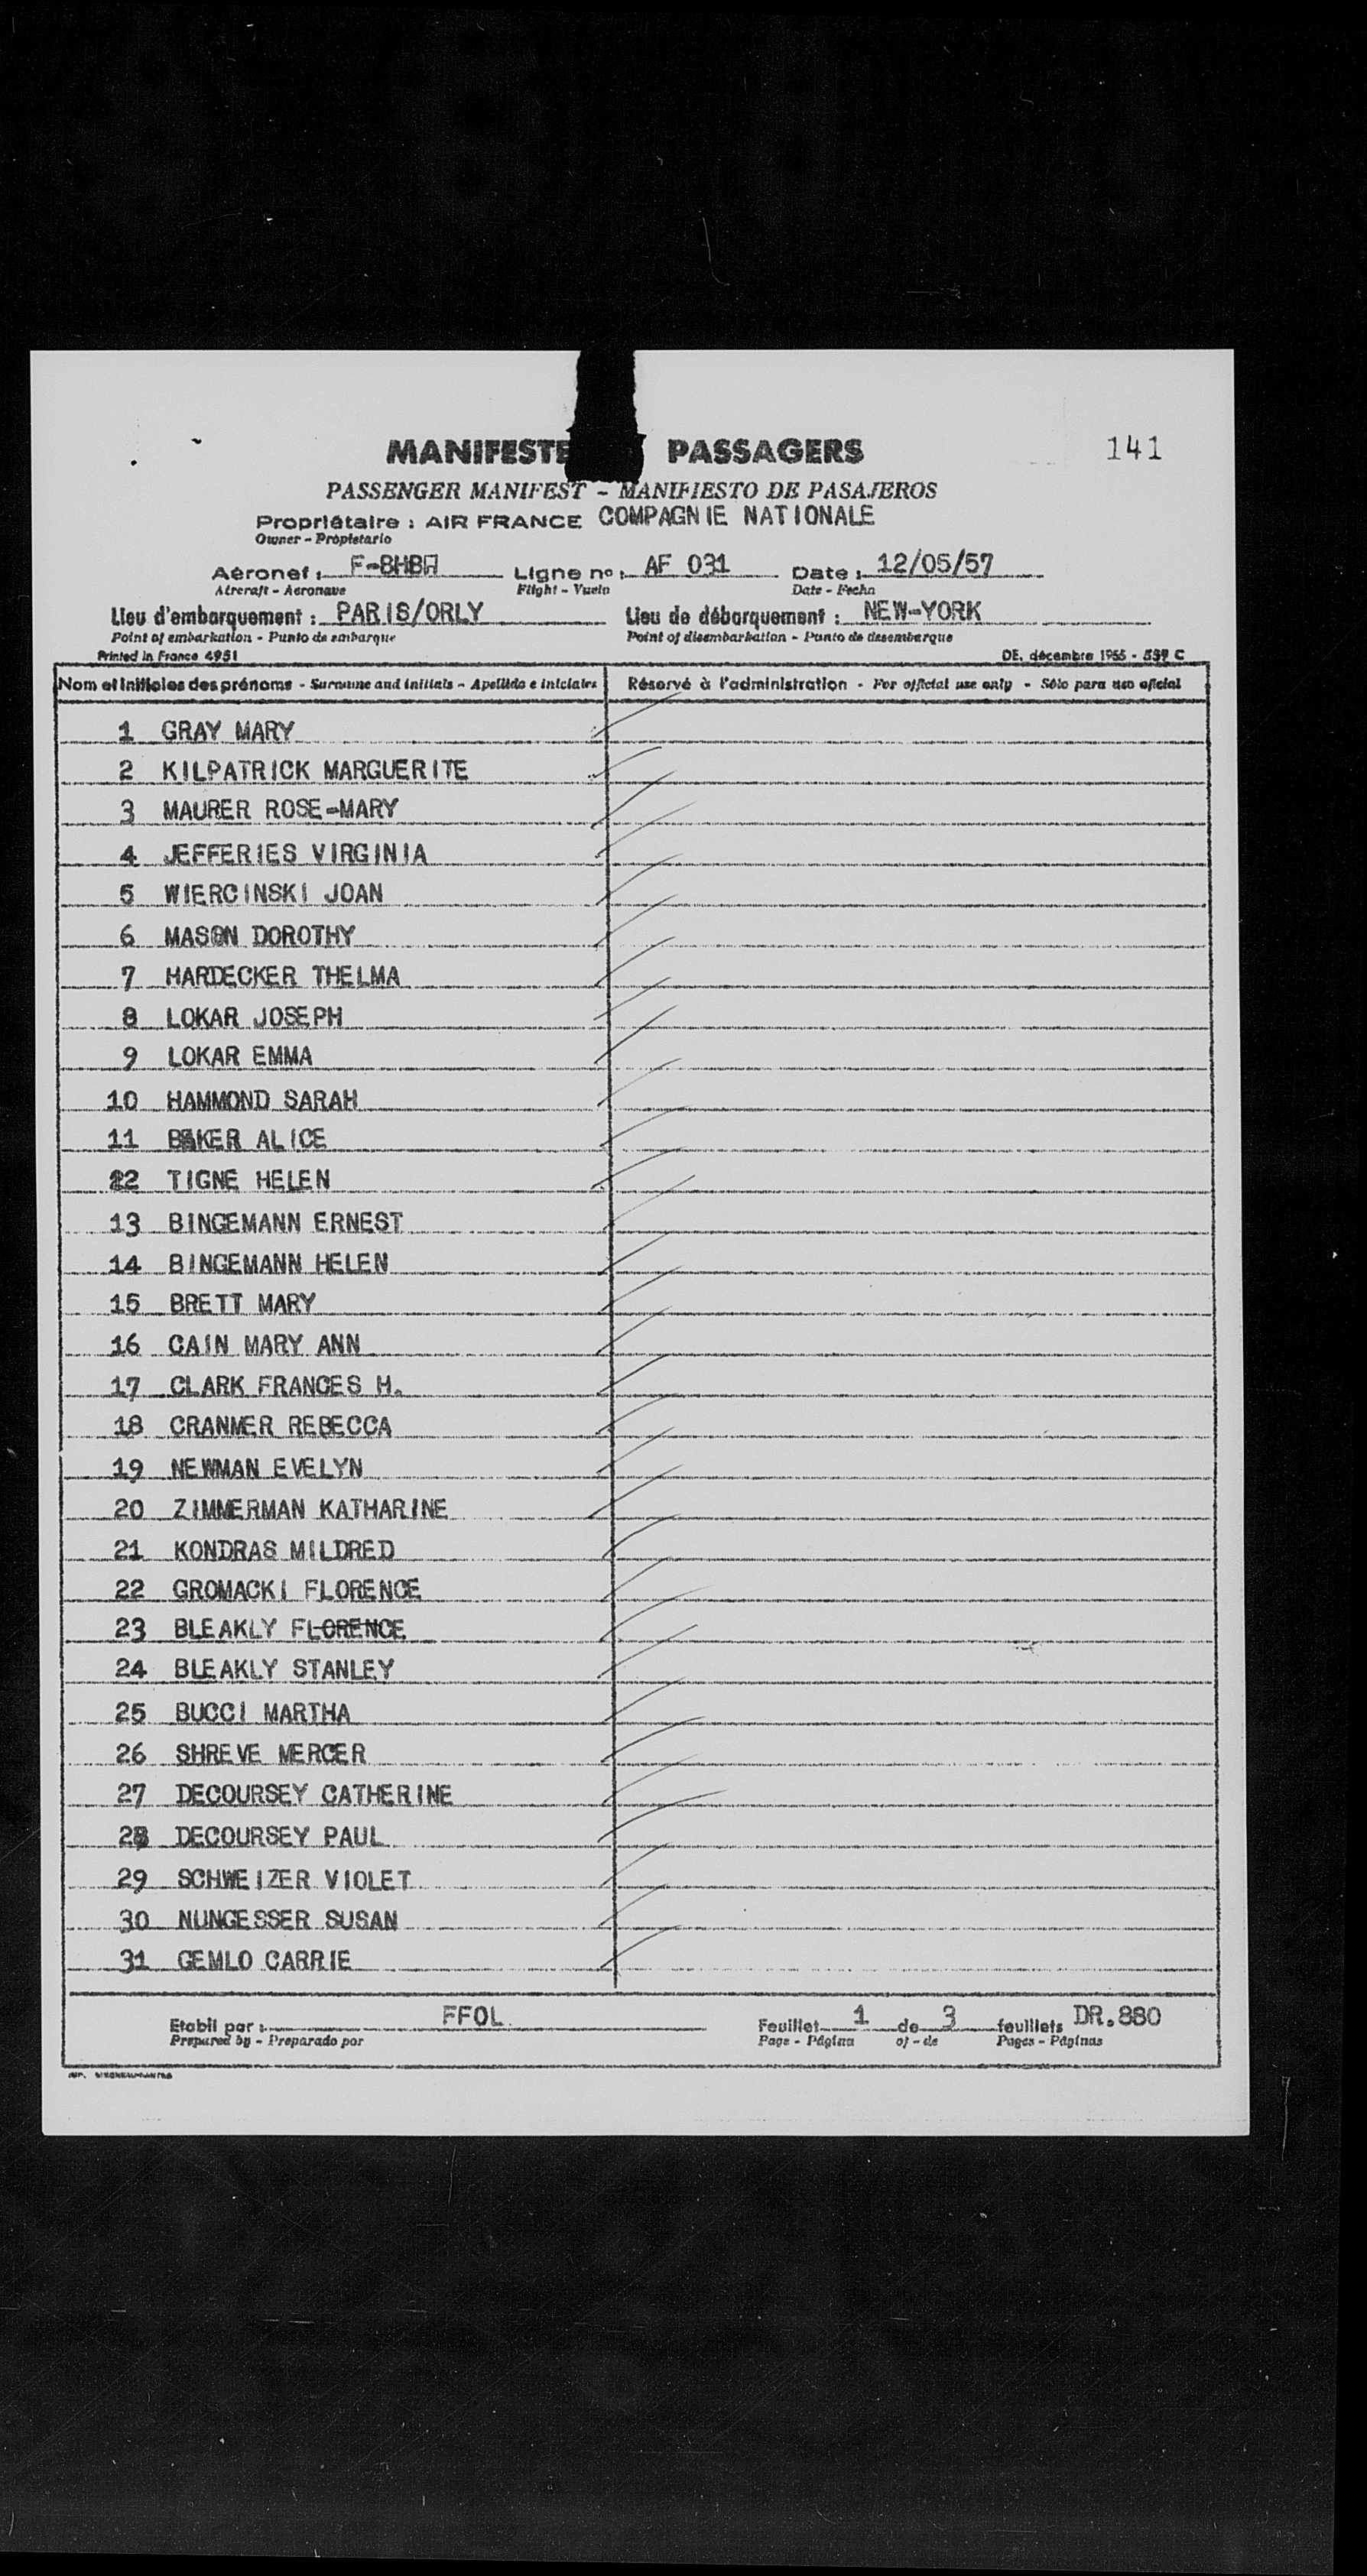 MANIFESTE PASSAGERS
141
PASSENGER MANIFEST - MANIFIESTO DE PASAJEROS
Propriétaire : AIR FRANCE COMPAGNIE NATIONALE
Owner - Propietario
Aéronef : F-BHBA Ligne no : AF 031 Date : 12/05/57
Aircraft - Aeronave Flight - Vuelo Date - Fecha
Lieu d'embarquement : PARIS/ORLY Lieu de débarquement : NEW-YORK
Point of embarkation - Punto de embarque Point of disembarkation - Punto de desembarque
Printed in France 4951 DE. décembre 1955 - C
Nom et initiales des prénoms - Surname and initials - Apellido e iniciales Réservé à l'administration - For official use only - Sólo para uso oficial
1 GRAY MARY
2 KILPATRICK MARGUERITE
3 MAURER ROSE-MARY
4 JEFFERIES VIRGINIA
5 WIERCINSKI JOAN
6 MASON DOROTHY
7 HARDECKER THELMA
8 LOKAR JOSEPH
9 LOKAR EMMA
10 HAMMOND SARAH
11 BAKER ALICE
12 TIGNE HELEN
13 BINGEMANN ERNEST
14 BINGEMANN HELEN
15 BRETT MARY
16 CAIN MARY ANN
17 CLARK FRANCES H.
18 CRANMER REBECCA
19 NEWMAN EVELYN
20 ZIMMERMAN KATHARINE
21 KONDRAS MILDRED
22 GROMACKI FLORENCE
23 BLEAKLY FLORENCE
24 BLEAKLY STANLEY
25 BUCCI MARTHA
26 SHREVE MERCER
27 DECOURSEY CATHERINE
28 DECOURSEY PAUL
29 SCHWEIZER VIOLET
30 NUNGESSER SUSAN
31 GEMLO CARRIE
Etabli par : FFOL Feuillet 1 de 3 feuillets DR.880
Prepared by - Preparado por Page - Página of - de Pages - Páginas
IMP.